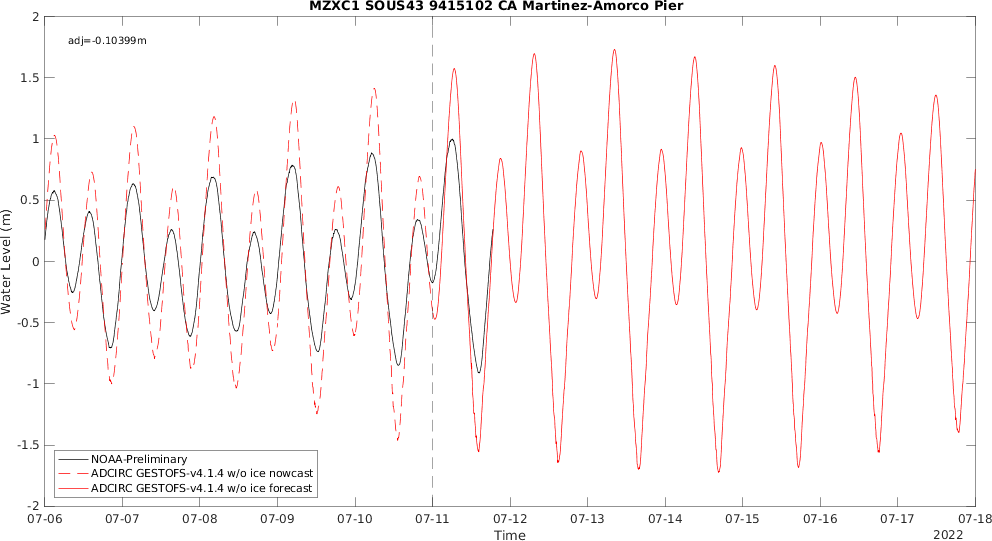 MZXC1 SOUS43 9415102 CA Martinez-Amorco Pier
adj=-0.10399m
2
1.5
1
0.5
0
-0.5
-1
-1.5
-2
Water Level (m)
NOAA-Preliminary
ADCIRC GESTOFS-v4.1.4 w/o ice nowcast
ADCIRC GESTOFS-v4.1.4 w/o ice forecast
07-06 07-07 07-08 07-09 07-10 07-11 07-12 07-13 07-14 07-15 07-16 07-17 07-18
Time
2022